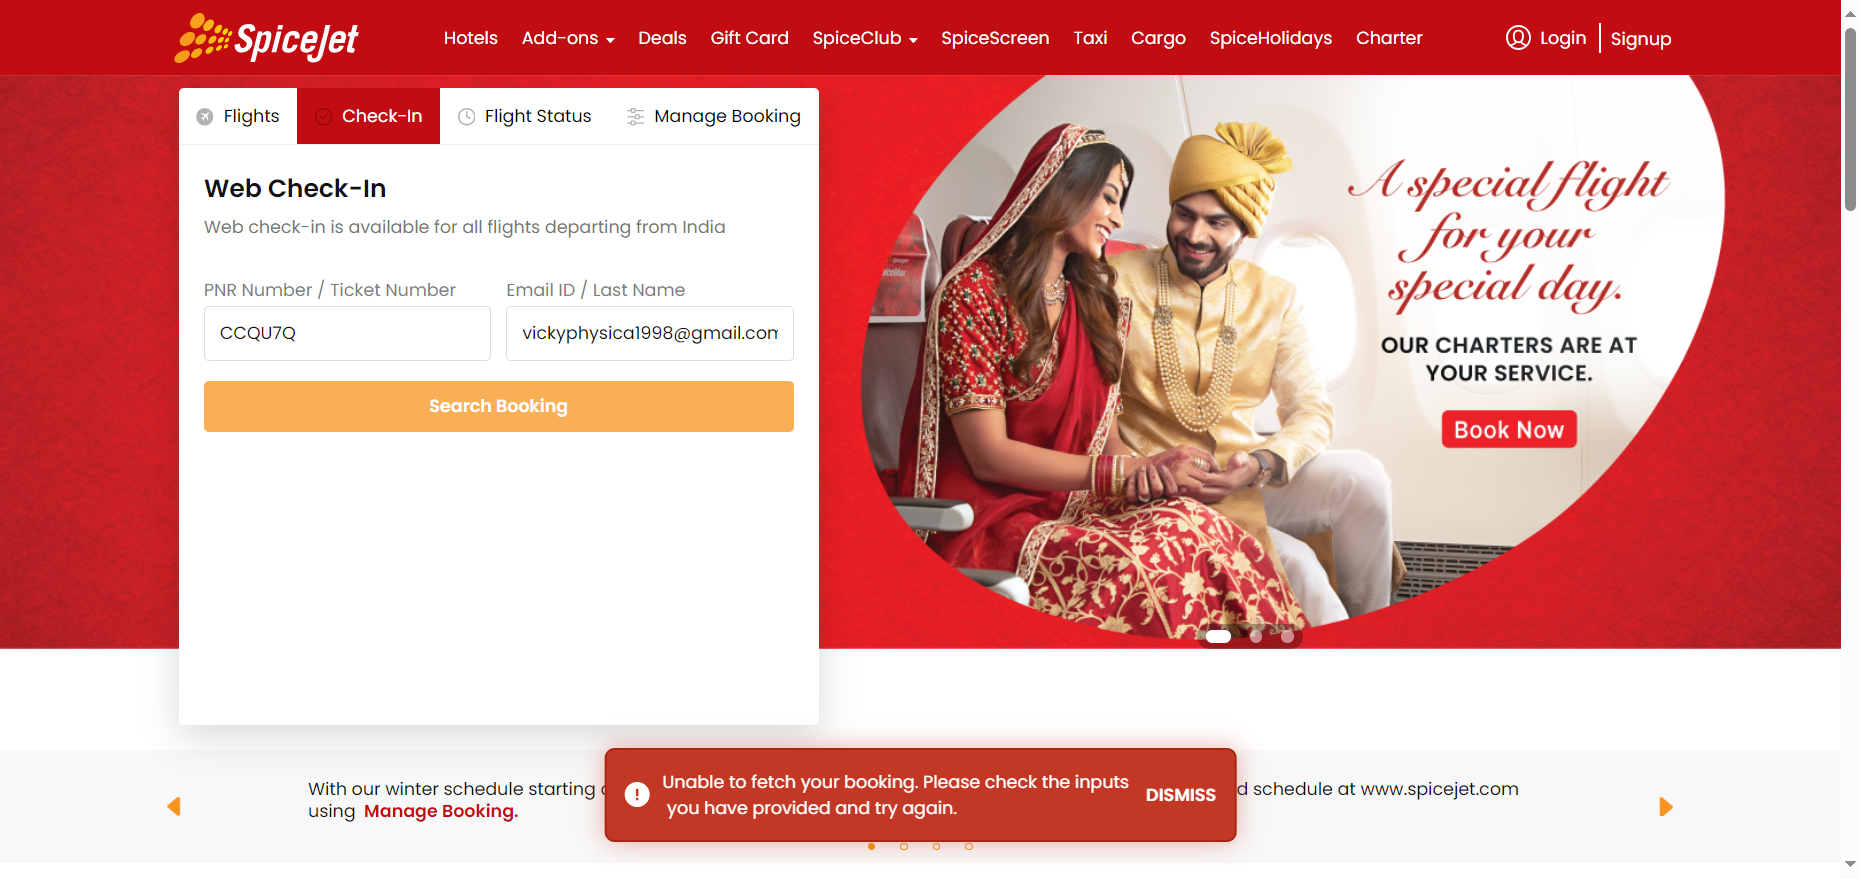 SpiceJet
Hotels Add-ons Deals Gift Card SpiceClub SpiceScreen Taxi Cargo SpiceHolidays Charter Login Signup
Flights Check-In Flight Status Manage Booking
Web Check-In
Web check-in is available for all flights departing from India
PNR Number / Ticket Number Email ID / Last Name
CCQU7Q vickyphysica1998@gmail.com
Search Booking
A special flight
for your
special day.
OUR CHARTERS ARE AT
YOUR SERVICE.
Book Now
With our winter schedule starting
d schedule at www.spicejet.com
using Manage Booking.
Unable to fetch your booking. Please check the inputs
you have provided and try again.
DISMISS